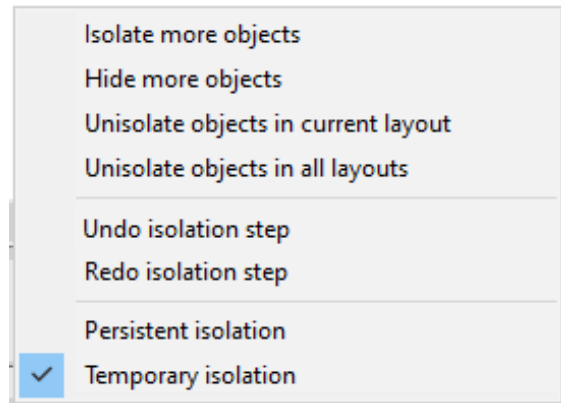 Isolate more objects
Hide more objects
Unisolate objects in current layout
Unisolate objects in all layouts
Undo isolation step
Redo isolation step
Persistent isolation
Temporary isolation